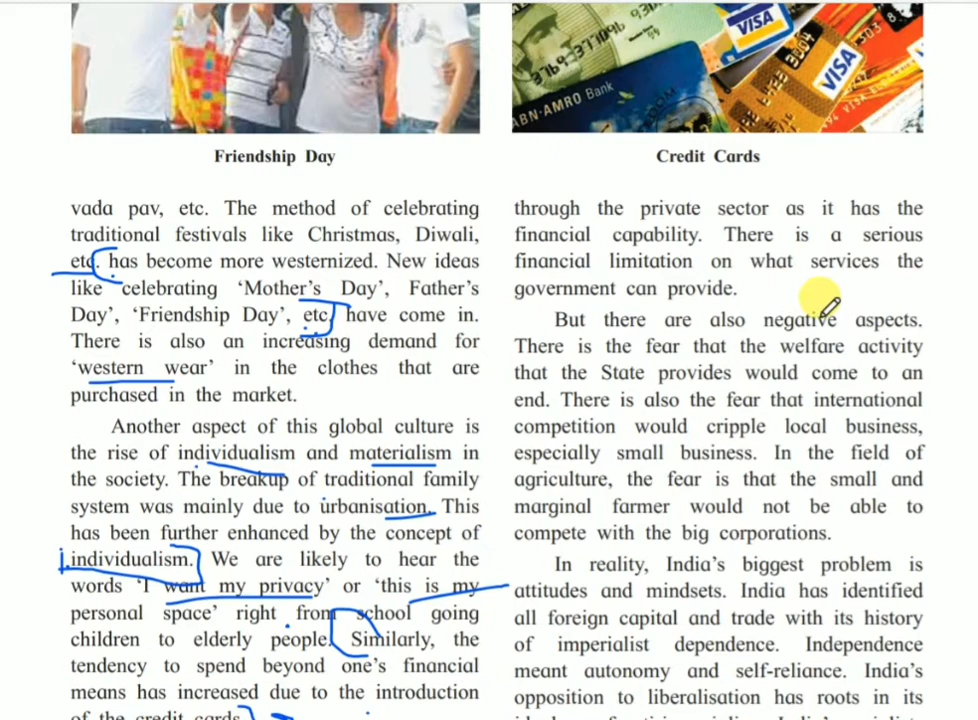 3769 371096
ABN·AMRO Bank
VISA
VISA
Friendship Day
Credit Cards
vada pav, etc. The method of celebrating
traditional festivals like Christmas, Diwali,
etc. has become more westernized. New ideas
like celebrating ‘Mother’s Day’, Father’s
Day’, ‘Friendship Day’, etc. have come in.
There is also an increasing demand for
‘western wear’ in the clothes that are
purchased in the market.
Another aspect of this global culture is
the rise of individualism and materialism in
the society. The breakup of traditional family
system was mainly due to urbanisation. This
has been further enhanced by the concept of
individualism. We are likely to hear the
words ‘I want my privacy’ or ‘this is my
personal space’ right from school going
children to elderly people. Similarly, the
tendency to spend beyond one’s financial
means has increased due to the introduction
of the credit cards.
through the private sector as it has the
financial capability. There is a serious
financial limitation on what services the
government can provide.
But there are also negative aspects.
There is the fear that the welfare activity
that the State provides would come to an
end. There is also the fear that international
competition would cripple local business,
especially small business. In the field of
agriculture, the fear is that the small and
marginal farmer would not be able to
compete with the big corporations.
In reality, India’s biggest problem is
attitudes and mindsets. India has identified
all foreign capital and trade with its history
of imperialist dependence. Independence
meant autonomy and self-reliance. India’s
opposition to liberalisation has roots in its